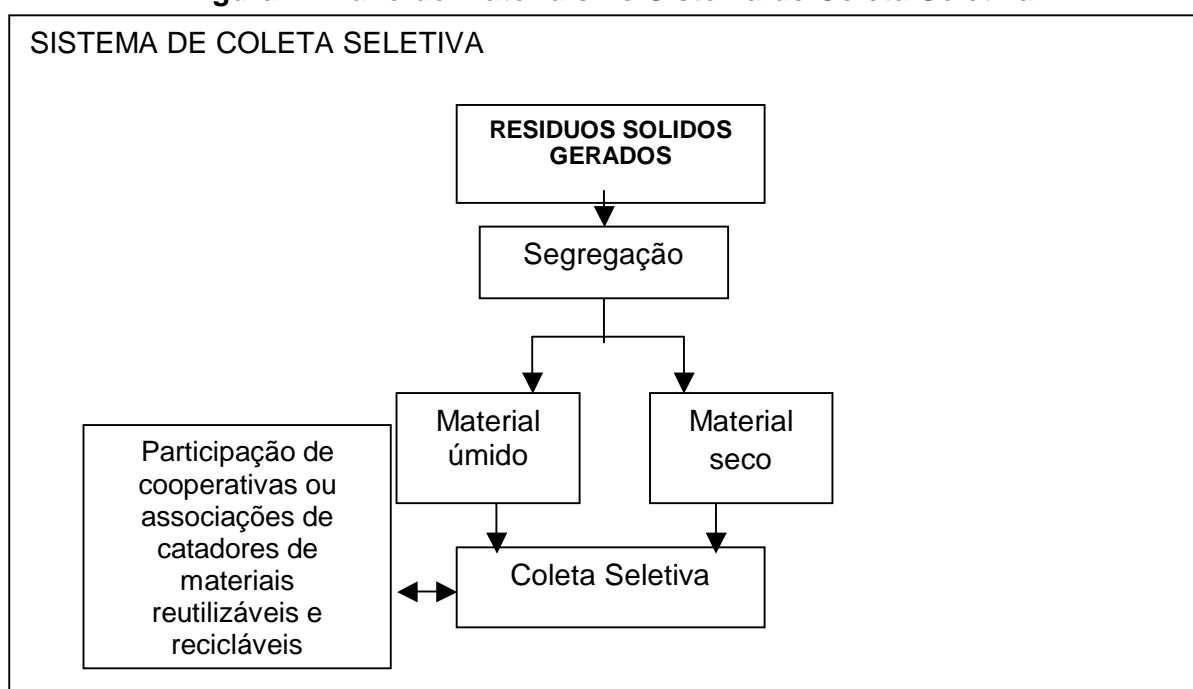 SISTEMA DE COLETA SELETIVA
RESIDUOS SOLIDOS
GERADOS
Segregação
Material
úmido
Material
seco
Participação de
cooperativas ou
associações de
catadores de
materiais
reutilizáveis e
recicláveis
Coleta Seletiva